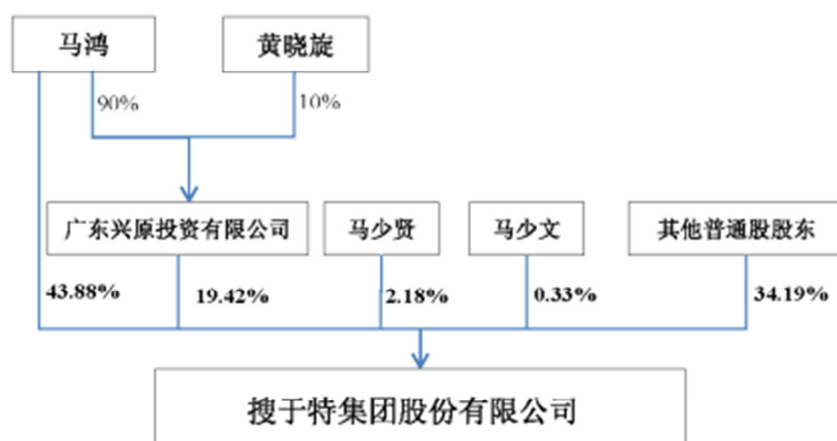 马鸿
黄晓旋
90%
10%
广东兴原投资有限公司
马少贤
马少文
其他普通股股东
43.88%
19.42%
2.18%
0.33%
34.19%
搜于特集团股份有限公司